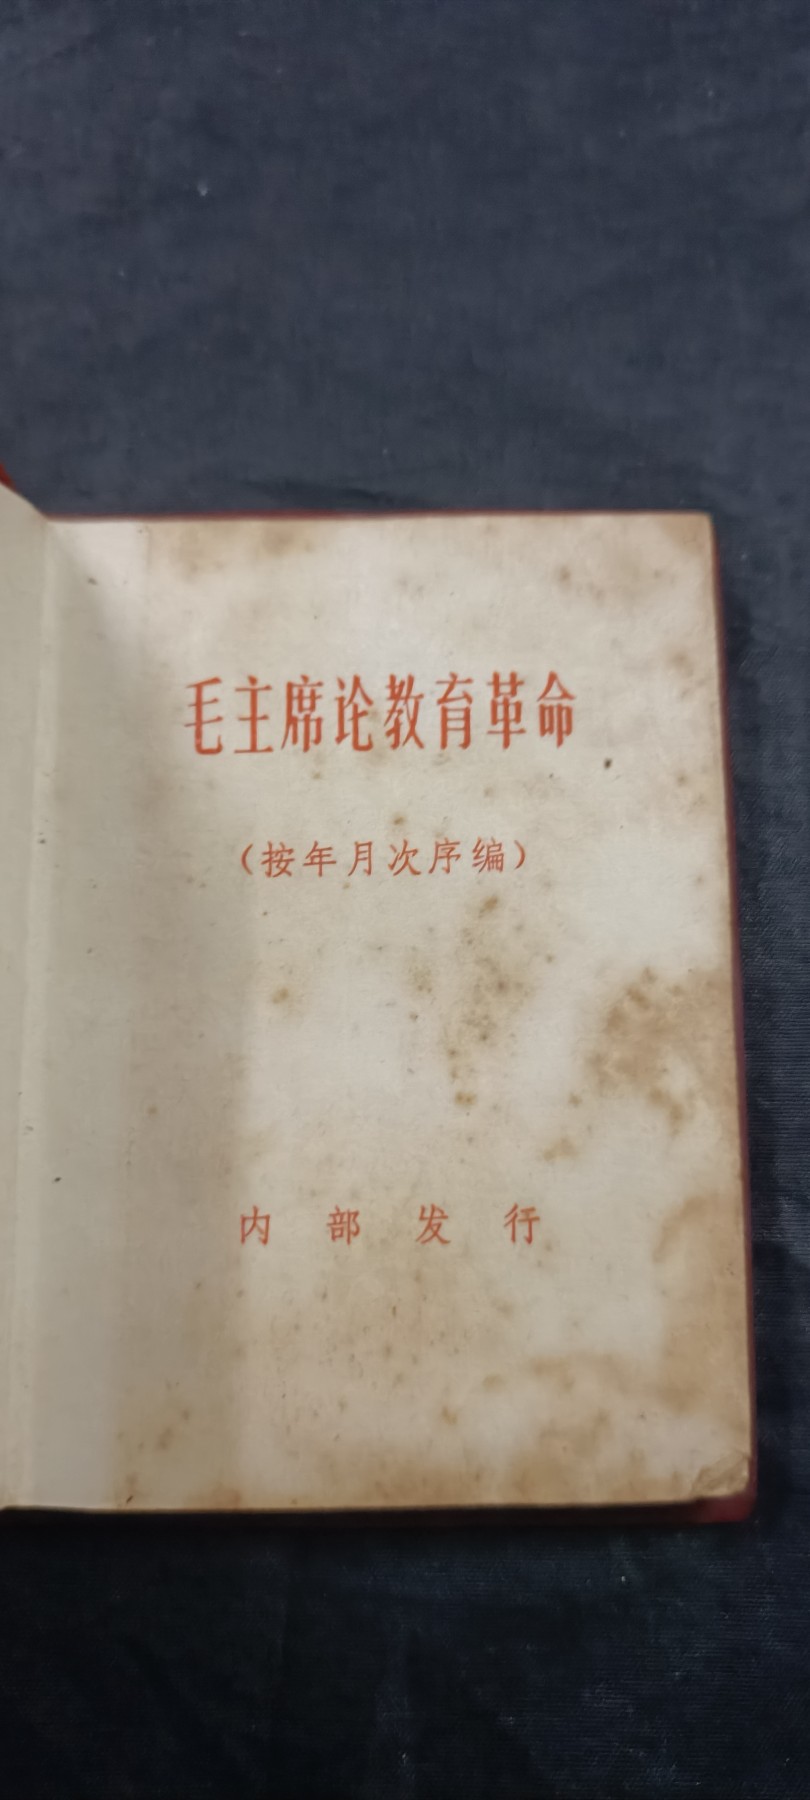 毛主席论教育革命
（按年月次序编）
内部发行